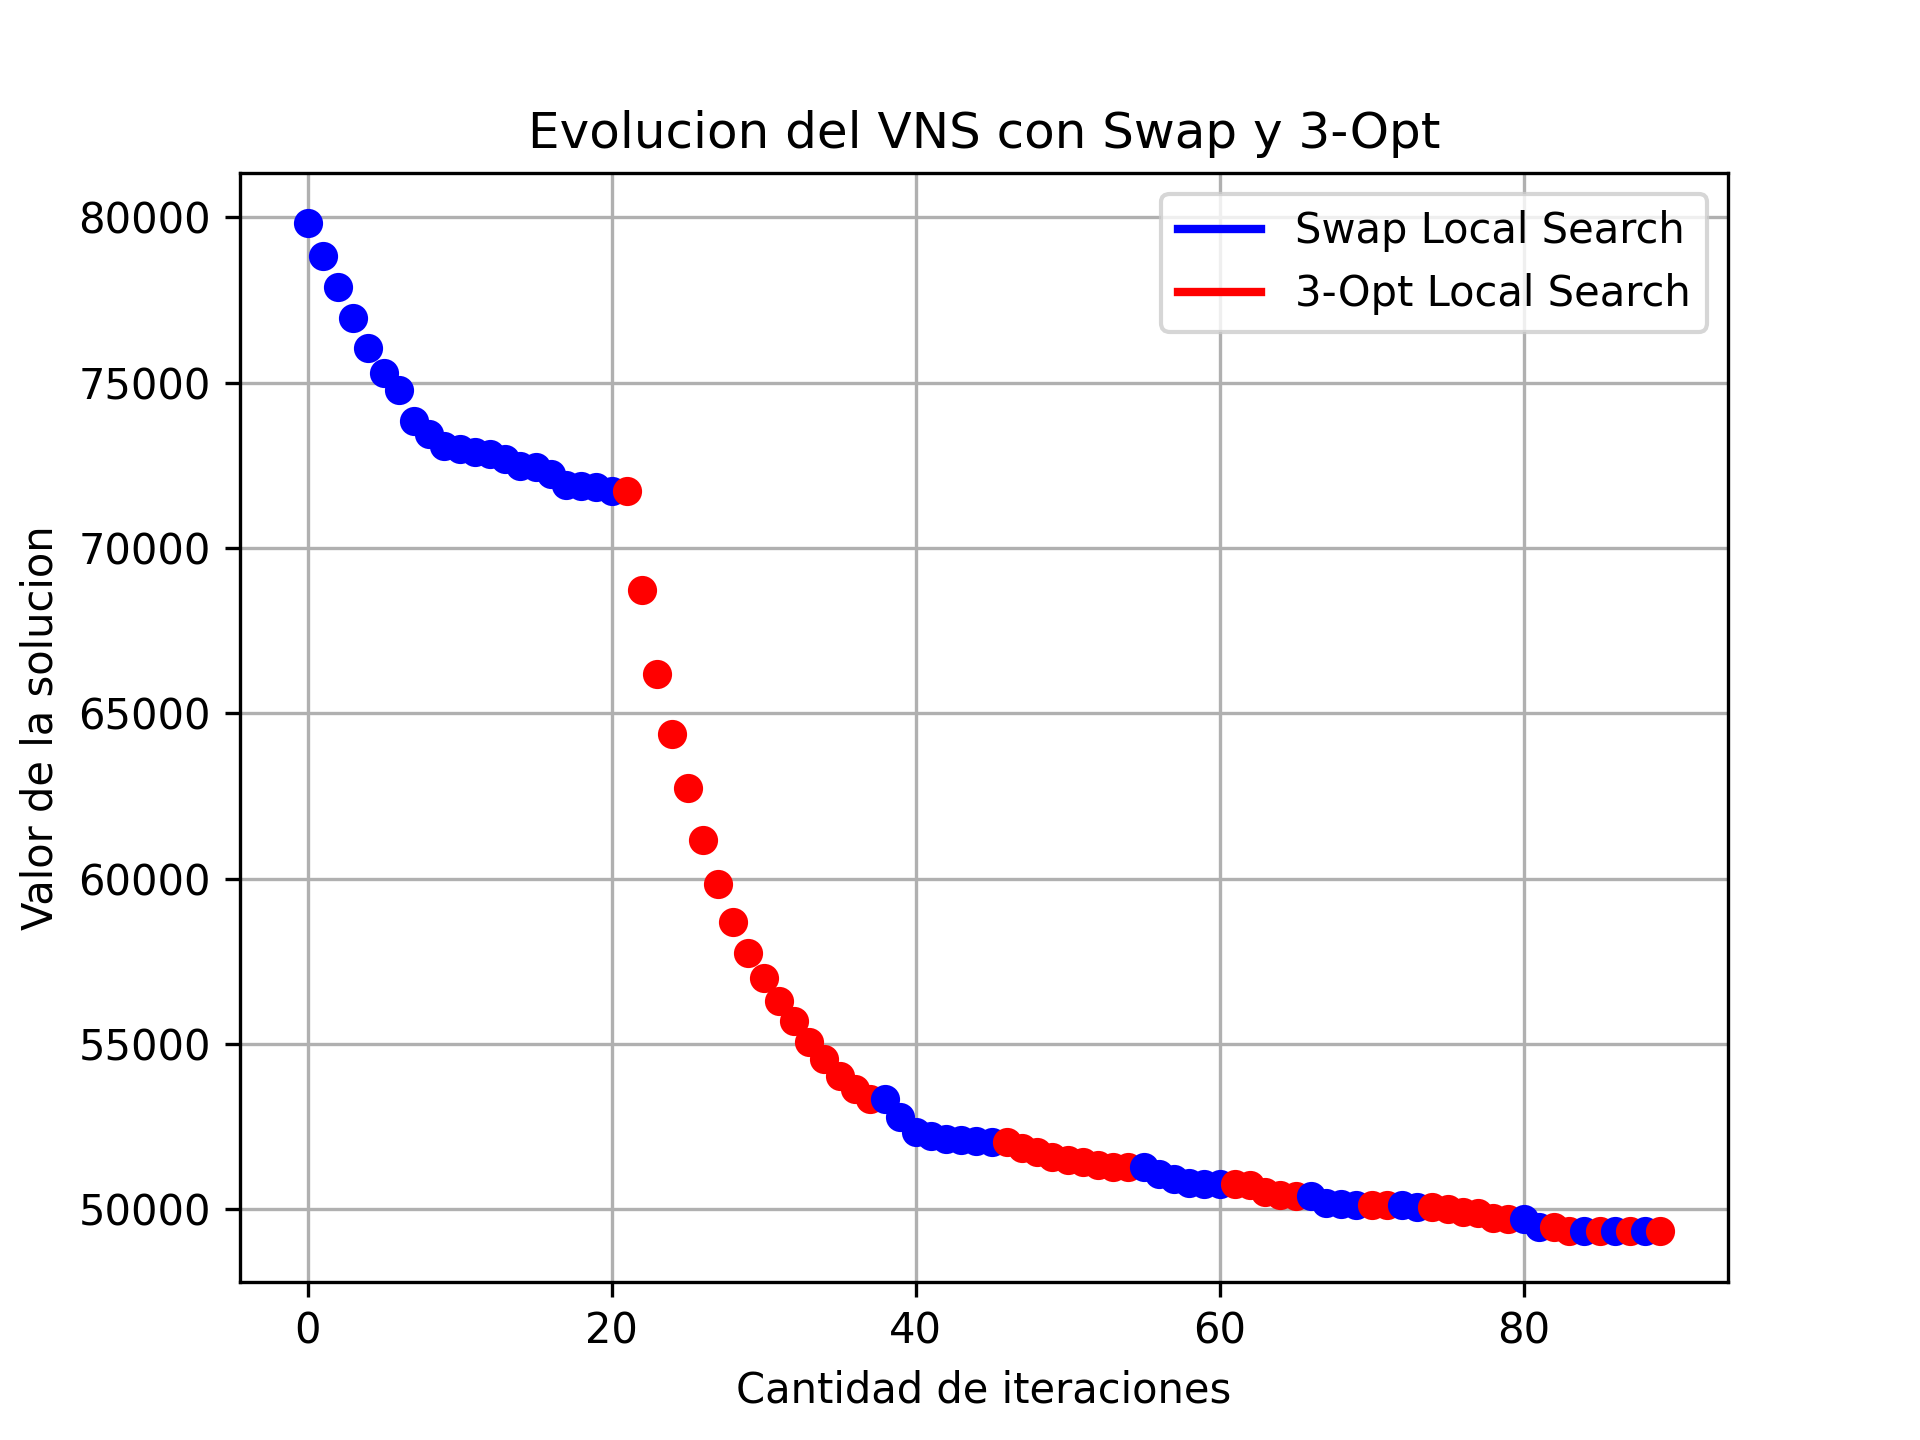 Evolucion del VNS con Swap y 3-Opt
Swap Local Search
3-Opt Local Search
80000
75000
70000
65000
60000
55000
50000
Valor de la solucion
0 20 40 60 80
Cantidad de iteraciones